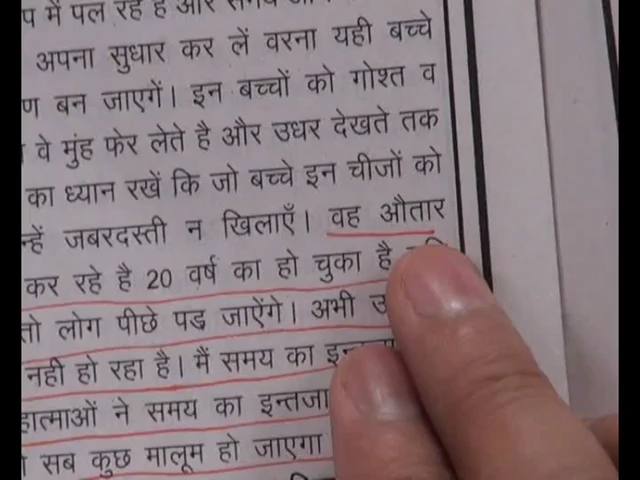 प में पल रहे है और समय
अपना सुधार कर लें वरना यही बच्चे
ण बन जाएगें। इन बच्चों को गोश्त व
वे मुंह फेर लेते है और उधर देखते तक
का ध्यान रखें कि जो बच्चे इन चीजों को
न्हें जबरदस्ती न खिलाएँ। वह औतार
कर रहे है 20 वर्ष का हो चुका है
तो लोग पीछे पड़ जाऐंगे। अभी उ
नही हो रहा है। मैं समय का
हात्माओं ने समय का इन्तजा
सब कुछ मालूम हो जाएगा